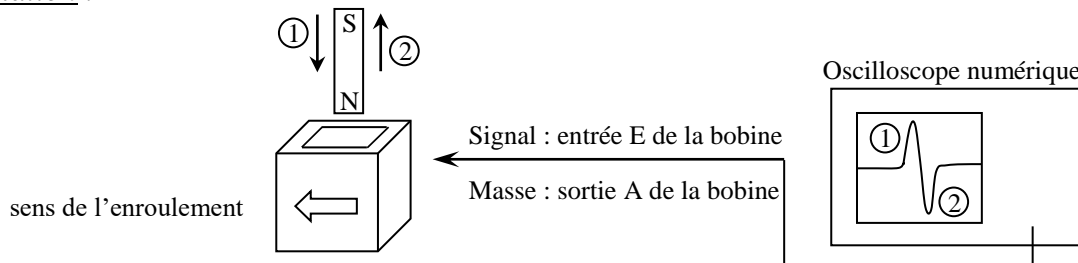 ① S ②
N
Oscilloscope numérique
Signal : entrée E de la bobine
Masse : sortie A de la bobine
①
②
sens de l’enroulement